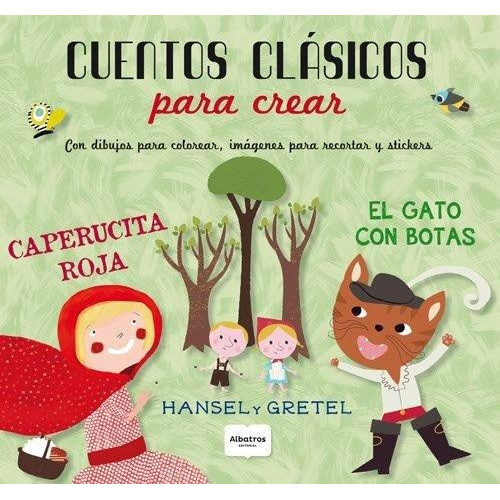 CUENTOS CLÁSICOS
para crear
Con dibujos para colorear, imágenes para recortar y stickers
CAPERUCITA
ROJA
EL GATO
CON BOTAS
HANSEL Y GRETEL
Albatros
EDITORIAL